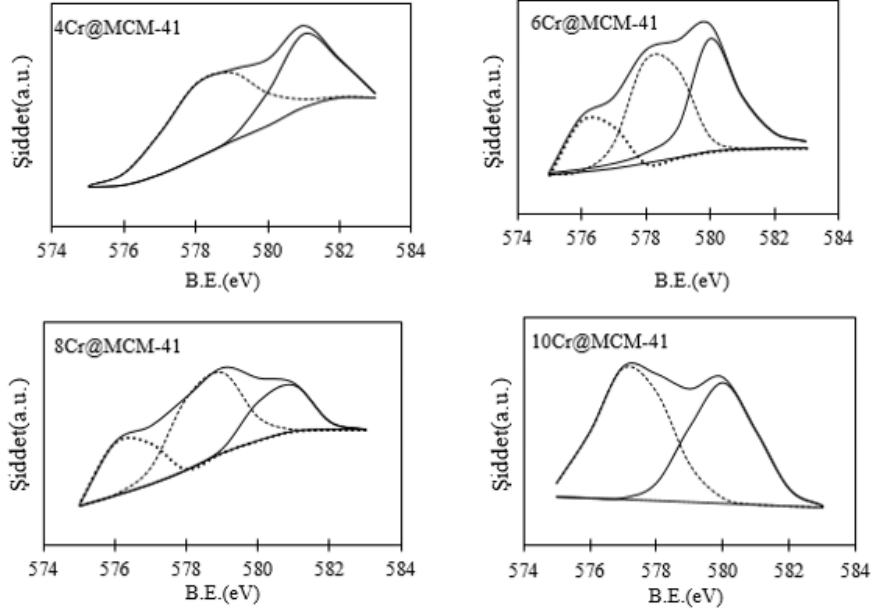 4Cr@MCM-41
Şiddet(a.u.)
574 576 578 580 582 584
B.E.(eV)
6Cr@MCM-41
Şiddet(a.u.)
574 576 578 580 582 584
B.E.(eV)
8Cr@MCM-41
Şiddet(a.u.)
574 576 578 580 582 584
B.E.(eV)
10Cr@MCM-41
Şiddet(a.u.)
574 576 578 580 582 584
B.E.(eV)